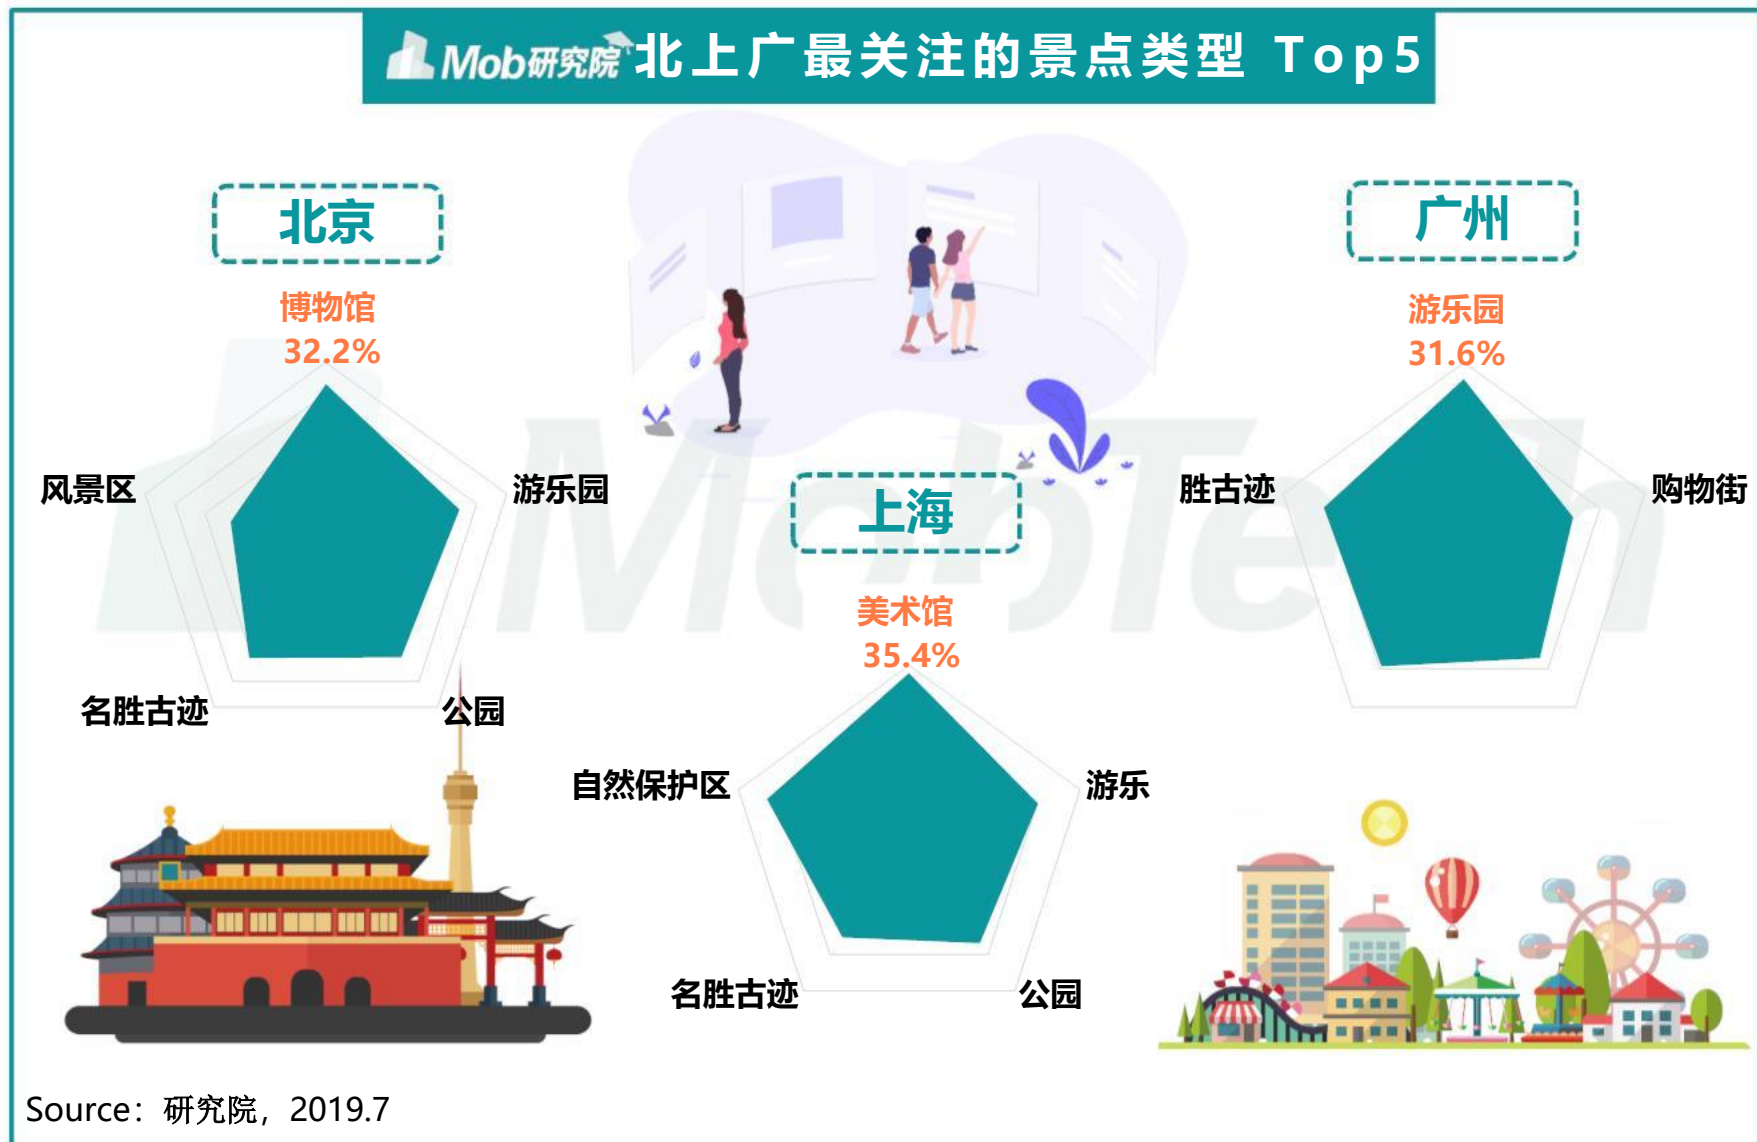 Mob研究院 北上广最关注的景点类型 Top5
北京
博物馆
32.2%
风景区
游乐园
名胜古迹
公园
上海
美术馆
35.4%
自然保护区
游乐
名胜古迹
公园
广州
游乐园
31.6%
胜古迹
购物街
MobTech
Source：研究院，2019.7